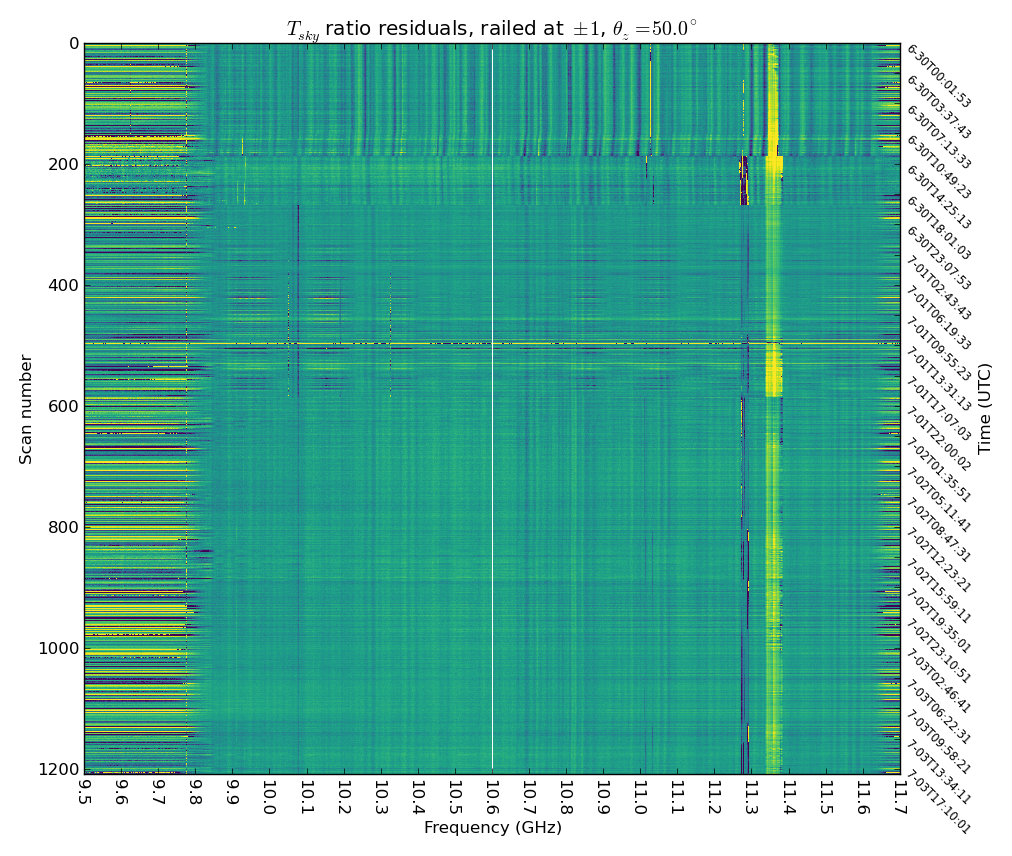 T_sky ratio residuals, railed at ±1, θ_z = 50.0°
Scan number
0
200
400
600
800
1000
1200
9.5 9.6 9.7 9.8 9.9 10.0 10.1 10.2 10.3 10.4 10.5 10.6 10.7 10.8 10.9 11.0 11.1 11.2 11.3 11.4 11.5 11.6 11.7
Frequency (GHz)
6-30T00:01:53
6-30T03:37:43
6-30T07:13:33
6-30T10:49:23
6-30T14:25:13
6-30T18:01:03
6-30T23:07:53
7-01T02:43:43
7-01T06:19:33
7-01T09:55:23
7-01T13:31:13
7-01T17:07:03
7-01T22:00:02
7-02T01:35:51
7-02T05:11:41
7-02T08:47:31
7-02T12:23:21
7-02T15:59:11
7-02T19:35:01
7-02T23:10:51
7-03T02:46:41
7-03T06:22:31
7-03T09:58:21
7-03T13:34:11
7-03T17:10:01
Time (UTC)